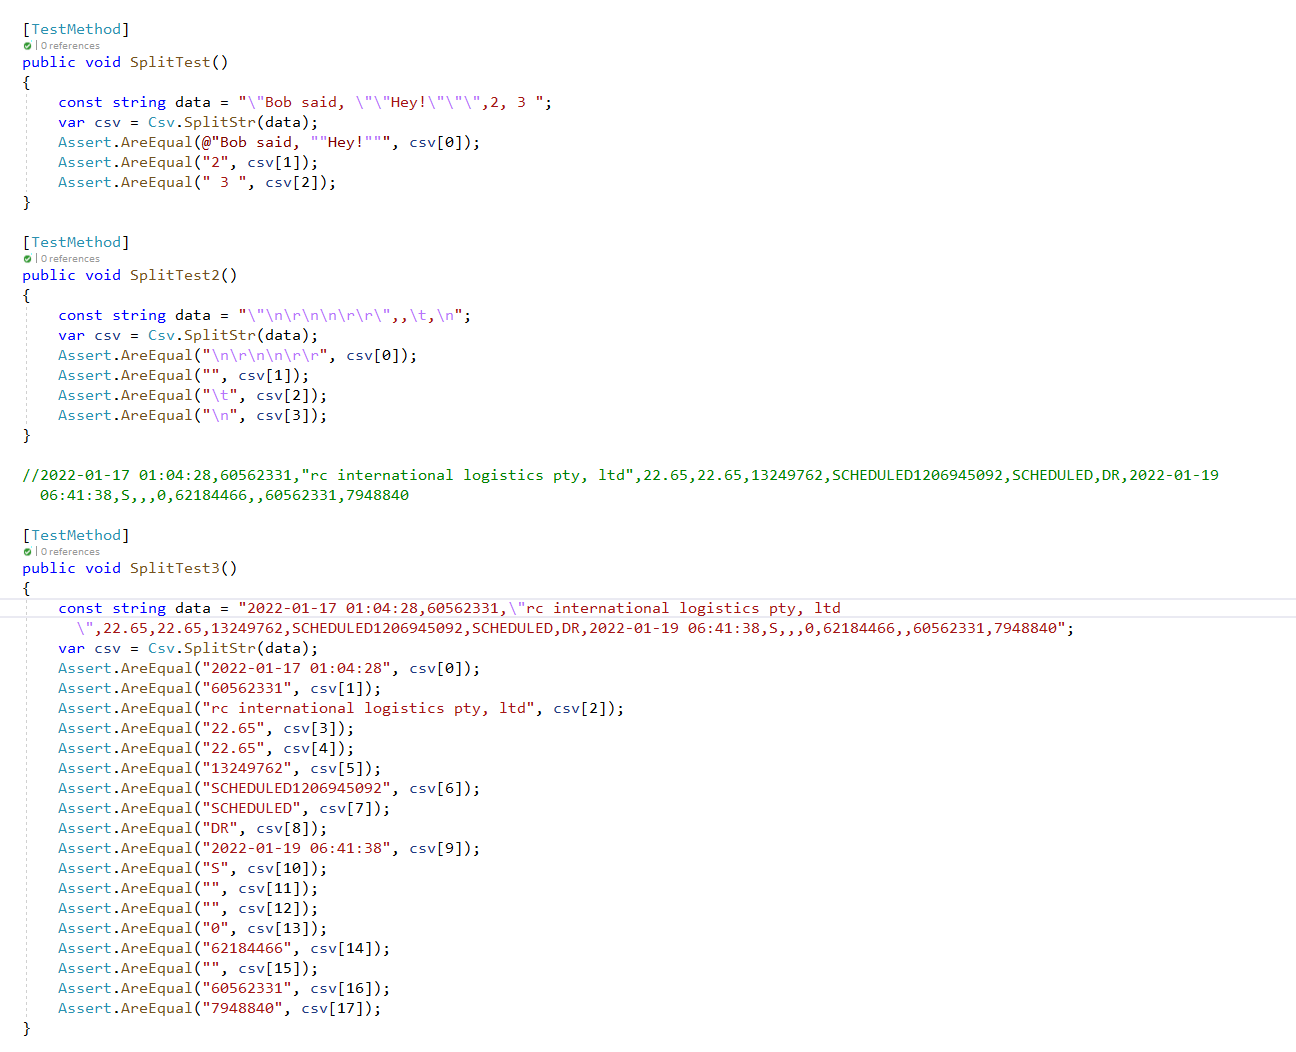 [TestMethod]
| 0 references
public void SplitTest()
{
const string data = "\"Bob said, \"\"Hey!\"\"\",2, 3 ";
var csv = Csv.SplitStr(data);
Assert.AreEqual(@"Bob said, ""Hey!""", csv[0]);
Assert.AreEqual("2", csv[1]);
Assert.AreEqual(" 3 ", csv[2]);
}
[TestMethod]
| 0 references
public void SplitTest2()
{
const string data = "\"\n\r\n\n\r\r\",,\t,\n";
var csv = Csv.SplitStr(data);
Assert.AreEqual("\n\r\n\n\r\r", csv[0]);
Assert.AreEqual("", csv[1]);
Assert.AreEqual("\t", csv[2]);
Assert.AreEqual("\n", csv[3]);
}
//2022-01-17 01:04:28,60562331,"rc international logistics pty, ltd",22.65,22.65,13249762,SCHEDULED1206945092,SCHEDULED,DR,2022-01-19
06:41:38,S,,,0,62184466,,60562331,7948840
[TestMethod]
| 0 references
public void SplitTest3()
{
const string data = "2022-01-17 01:04:28,60562331,\"rc international logistics pty, ltd
\",22.65,22.65,13249762,SCHEDULED1206945092,SCHEDULED,DR,2022-01-19 06:41:38,S,,,0,62184466,,60562331,7948840";
var csv = Csv.SplitStr(data);
Assert.AreEqual("2022-01-17 01:04:28", csv[0]);
Assert.AreEqual("60562331", csv[1]);
Assert.AreEqual("rc international logistics pty, ltd", csv[2]);
Assert.AreEqual("22.65", csv[3]);
Assert.AreEqual("22.65", csv[4]);
Assert.AreEqual("13249762", csv[5]);
Assert.AreEqual("SCHEDULED1206945092", csv[6]);
Assert.AreEqual("SCHEDULED", csv[7]);
Assert.AreEqual("DR", csv[8]);
Assert.AreEqual("2022-01-19 06:41:38", csv[9]);
Assert.AreEqual("S", csv[10]);
Assert.AreEqual("", csv[11]);
Assert.AreEqual("", csv[12]);
Assert.AreEqual("0", csv[13]);
Assert.AreEqual("62184466", csv[14]);
Assert.AreEqual("", csv[15]);
Assert.AreEqual("60562331", csv[16]);
Assert.AreEqual("7948840", csv[17]);
}